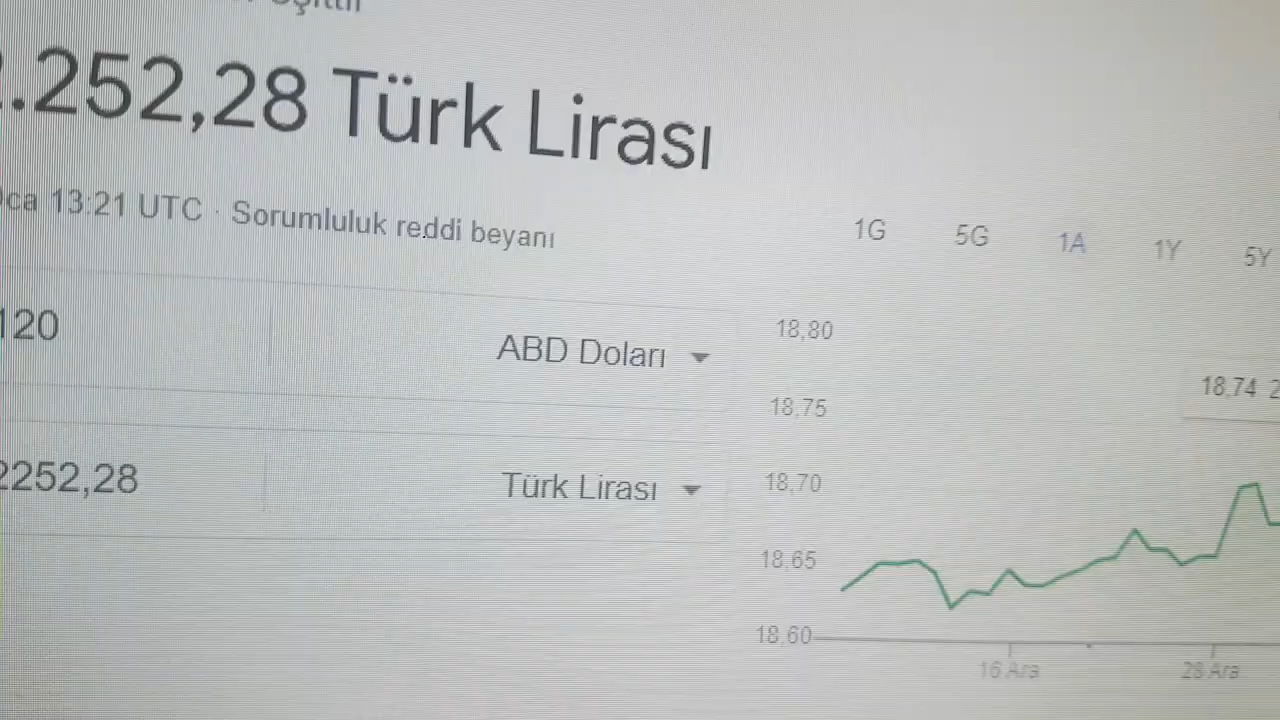 .252,28 Türk Lirası
13:21 UTC · Sorumluluk reddi beyanı
1G 5G 1A 1Y 5Y
120 ABD Doları
2252,28 Türk Lirası
18,80
18,75
18,70
18,65
18,60
18,74
16 Ara 28 Ara